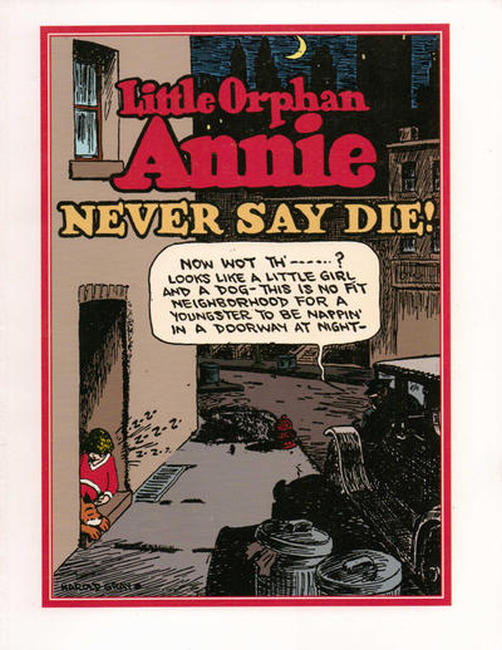 Little Orphan
Annie
NEVER SAY DIE!
NOW WOT TH'------?
LOOKS LIKE A LITTLE GIRL
AND A DOG- THIS IS NO FIT
NEIGHBORHOOD FOR A
YOUNGSTER TO BE NAPPIN'
IN A DOORWAY AT NIGHT-
Z-Z-
Z-Z-Z-
Z-Z-Z-
Z-Z-?-
HAROLD GRAY